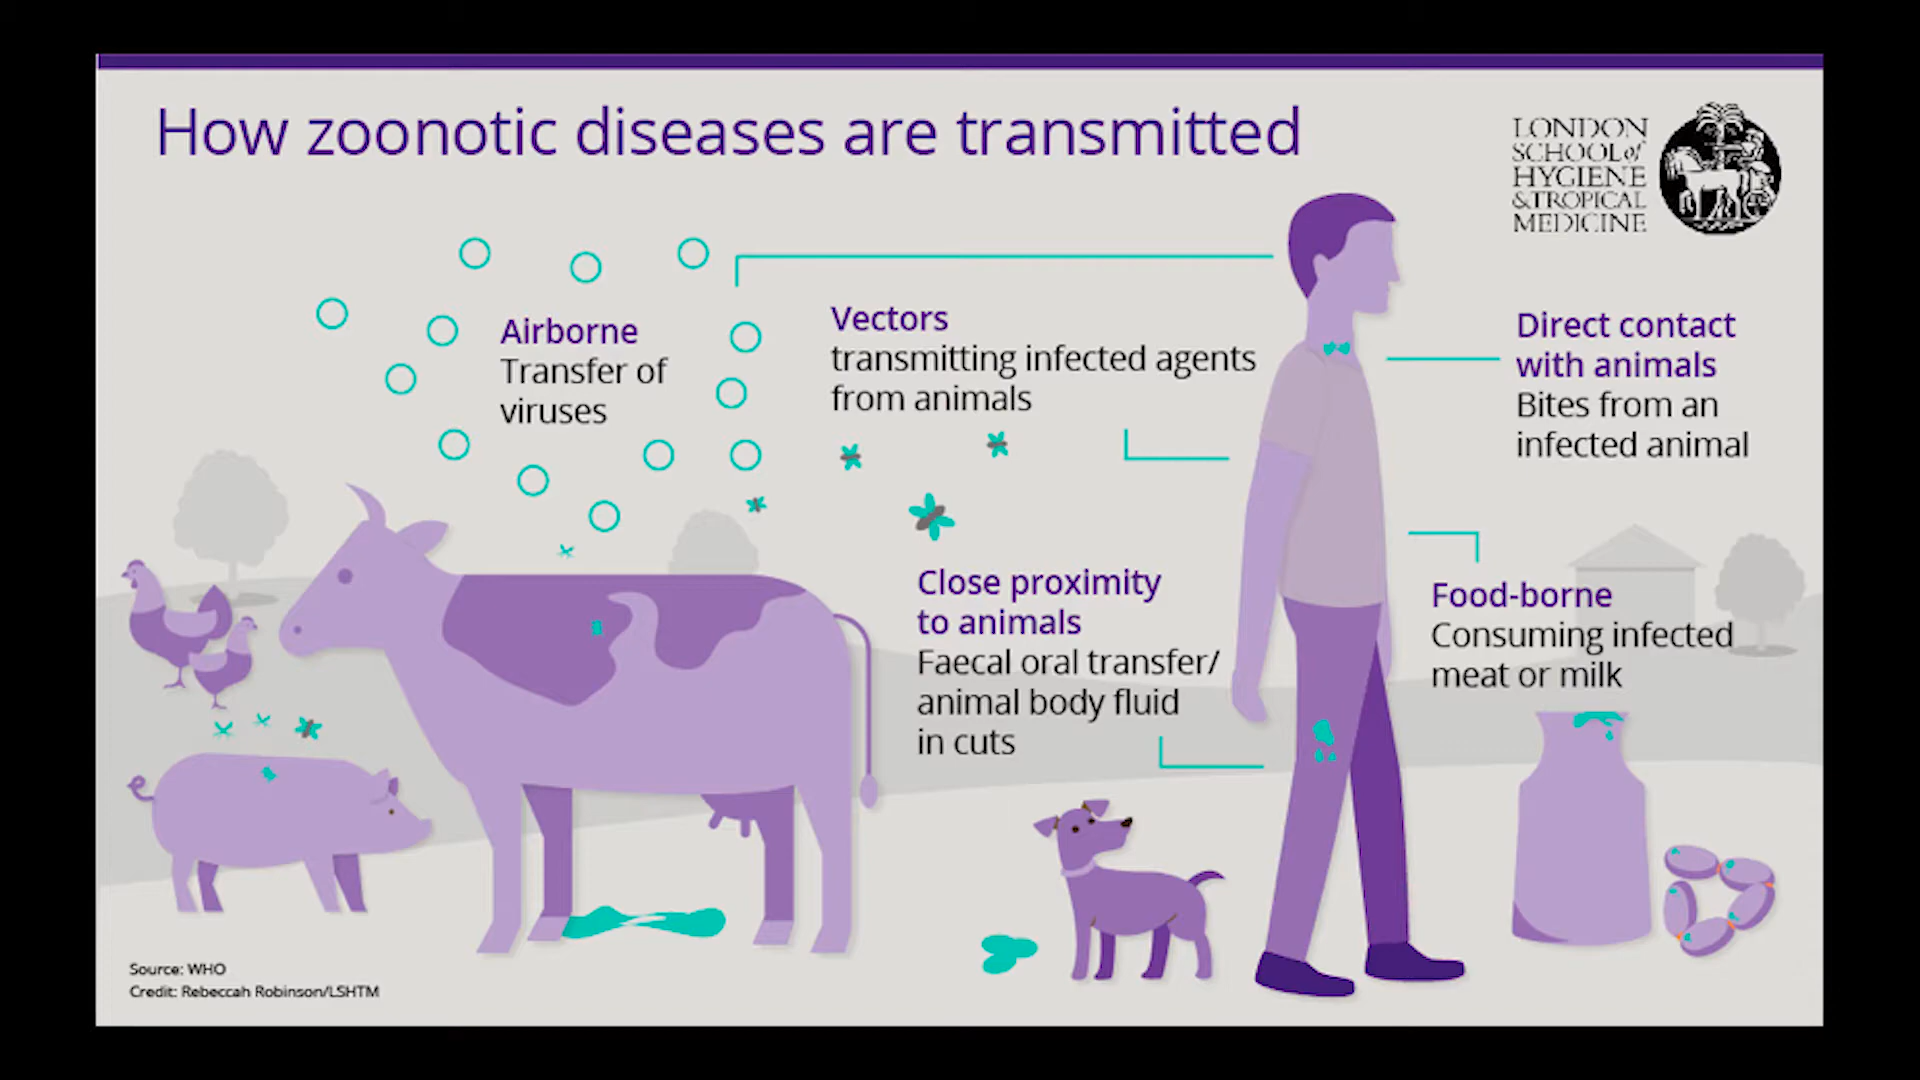 How zoonotic diseases are transmitted
LONDON
SCHOOL of
HYGIENE
& TROPICAL
MEDICINE
Airborne
Transfer of
viruses
Vectors
transmitting infected agents
from animals
Direct contact
with animals
Bites from an
infected animal
Close proximity
to animals
Faecal oral transfer/
animal body fluid
in cuts
Food-borne
Consuming infected
meat or milk
Source: WHO
Credit: Rebeccah Robinson/LSHTM